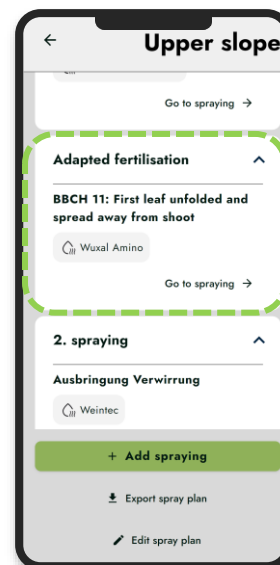 Upper slope
Go to spraying
Adapted fertilisation
BBCH 11: First leaf unfolded and
spread away from shoot
Wuxal Amino
Go to spraying
2. spraying
Ausbringung Verwirrung
Weintec
+ Add spraying
Export spray plan
Edit spray plan